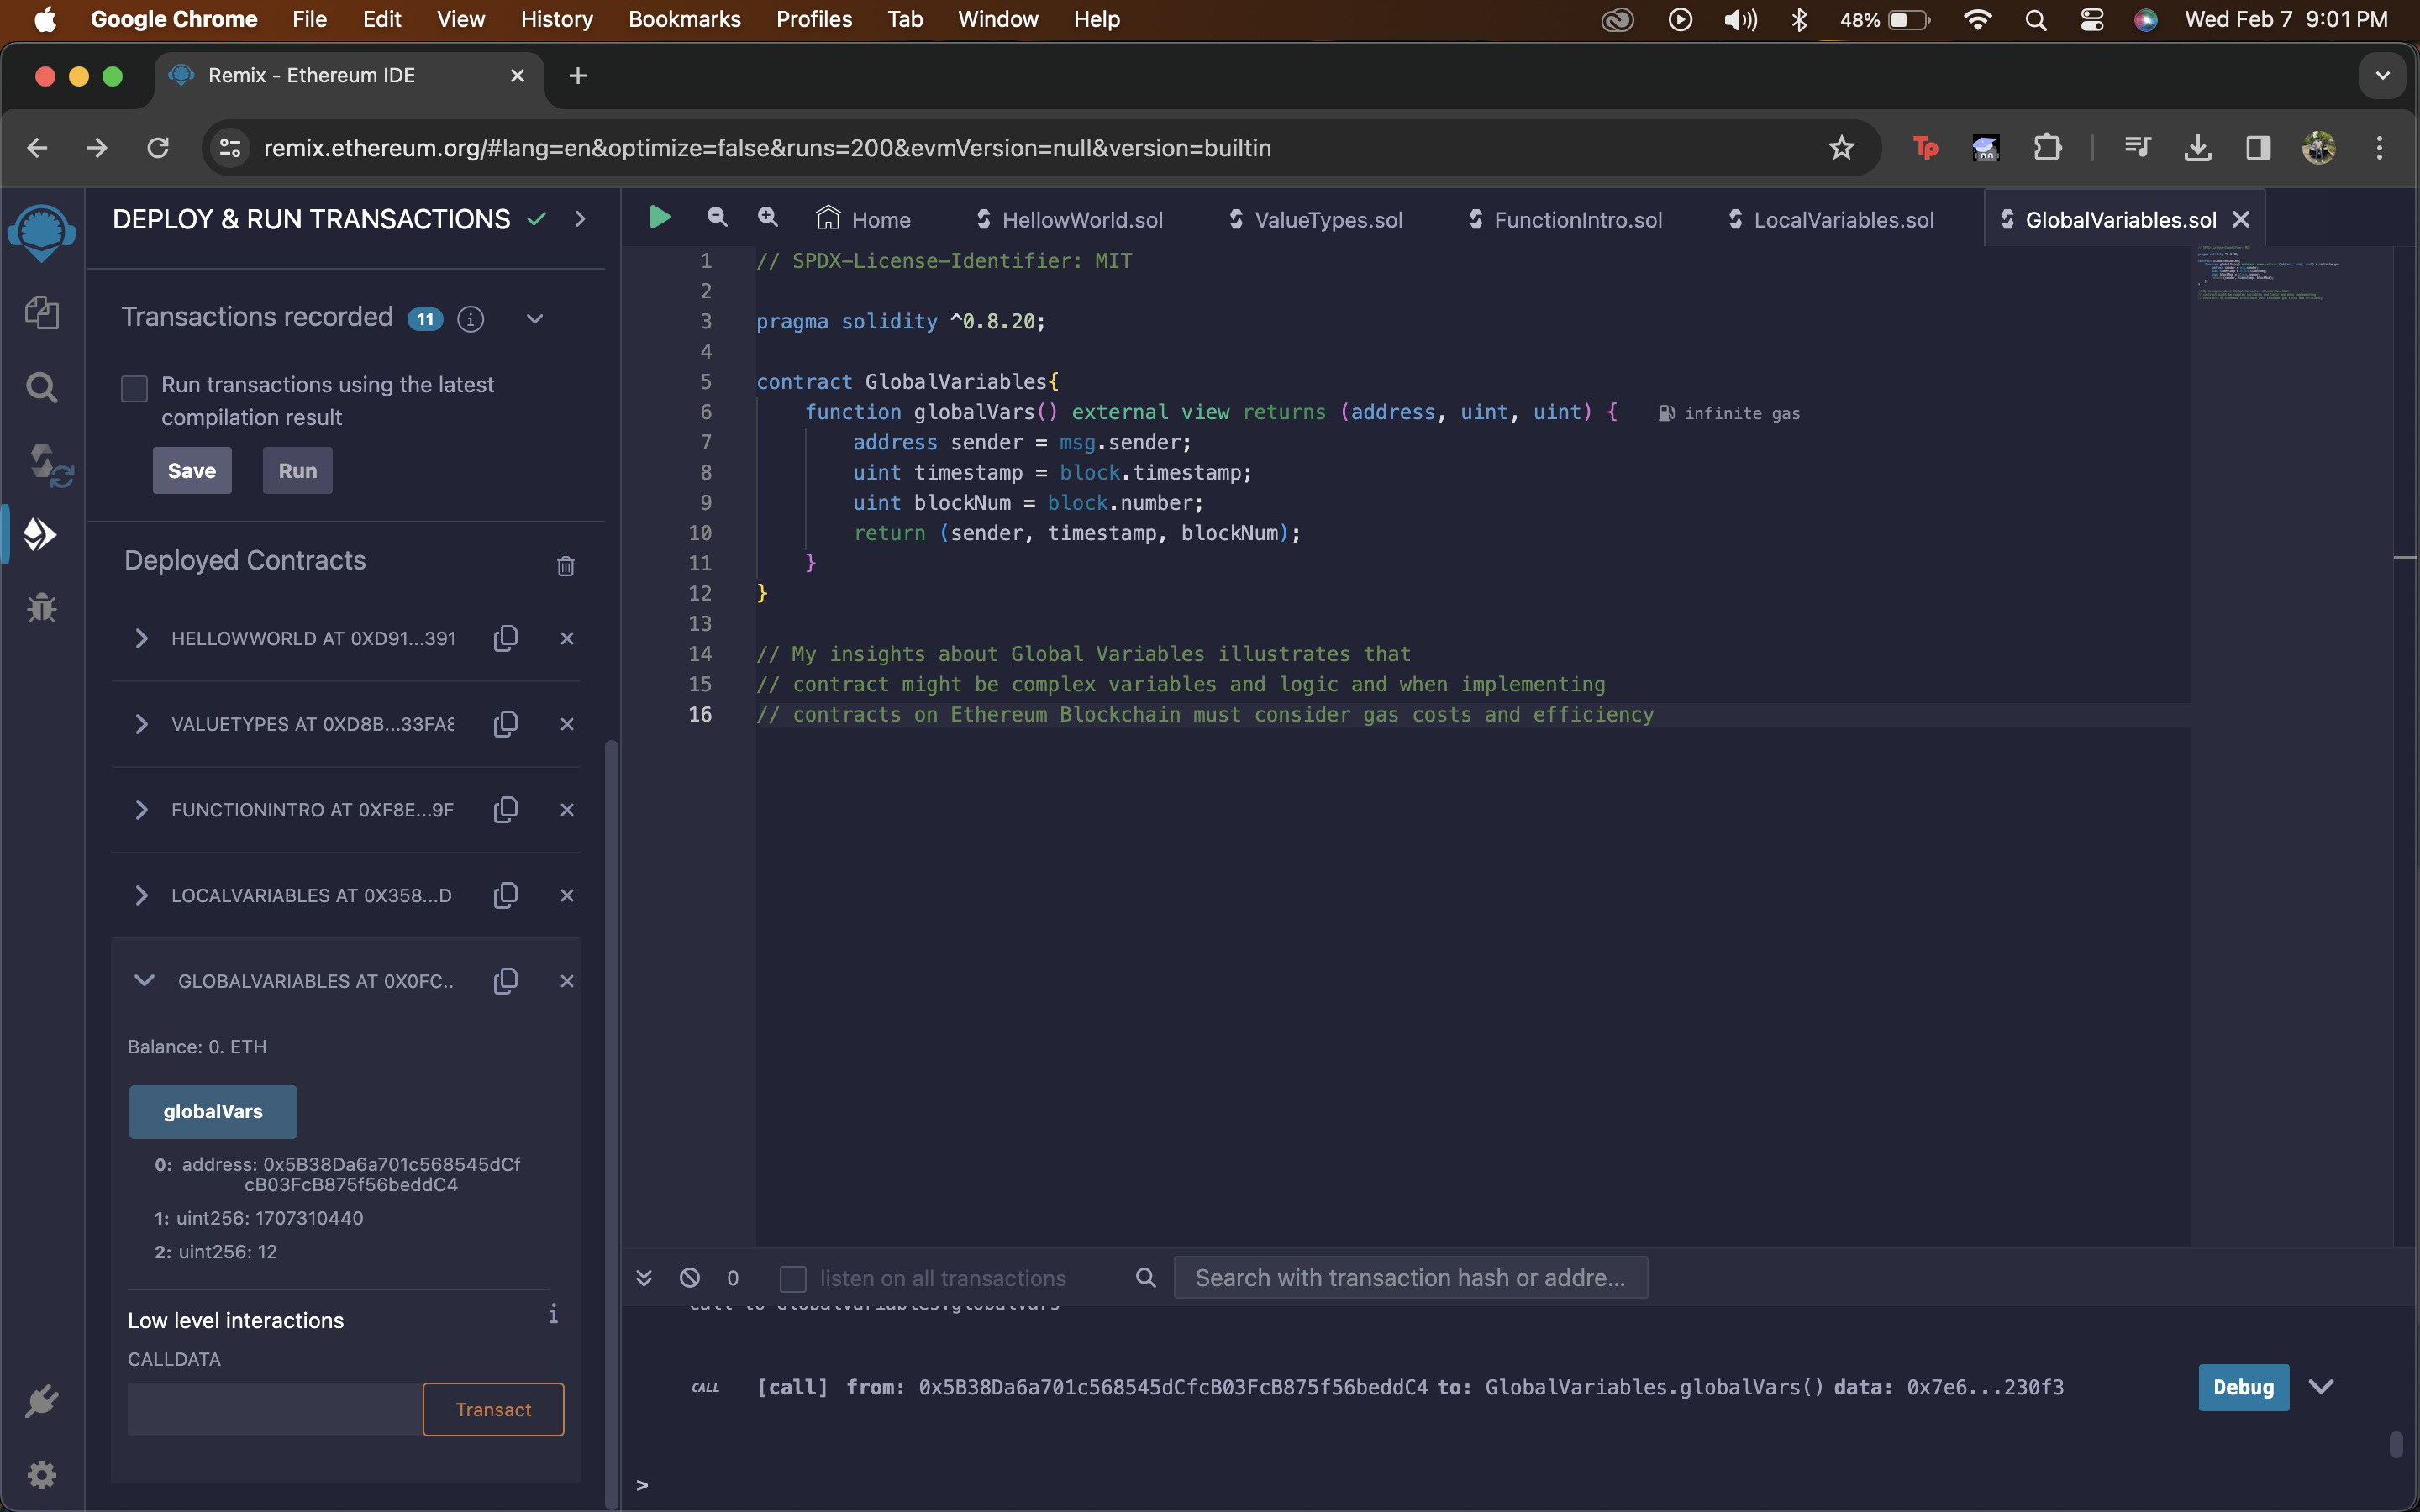 Google Chrome File Edit View History Bookmarks Profiles Tab Window Help 48% Wed Feb 7 9:01 PM
Remix - Ethereum IDE
remix.ethereum.org/#lang=en&optimize=false&runs=200&evmVersion=null&version=builtin
Tp
DEPLOY & RUN TRANSACTIONS
Transactions recorded 11 i
Run transactions using the latest
compilation result
Save Run
Deployed Contracts
HELLOWWORLD AT 0XD91...391
VALUETYPES AT 0XD8B...33FA8
FUNCTIONINTRO AT 0XF8E...9F
LOCALVARIABLES AT 0X358...D
GLOBALVARIABLES AT 0X0FC..
Balance: 0. ETH
globalVars
0: address: 0x5B38Da6a701c568545dCf
cB03FcB875f56beddC4
1: uint256: 1707310440
2: uint256: 12
Low level interactions i
CALLDATA
Transact
Home HellowWorld.sol ValueTypes.sol FunctionIntro.sol LocalVariables.sol GlobalVariables.sol
1 // SPDX-License-Identifier: MIT
2
3 pragma solidity ^0.8.20;
4
5 contract GlobalVariables{
6 function globalVars() external view returns (address, uint, uint) { infinite gas
7 address sender = msg.sender;
8 uint timestamp = block.timestamp;
9 uint blockNum = block.number;
10 return (sender, timestamp, blockNum);
11 }
12 }
13
14 // My insights about Global Variables illustrates that
15 // contract might be complex variables and logic and when implementing
16 // contracts on Ethereum Blockchain must consider gas costs and efficiency
0 listen on all transactions Search with transaction hash or addre...
call to GlobalVariables.globalVars
CALL [call] from: 0x5B38Da6a701c568545dCfcB03FcB875f56beddC4 to: GlobalVariables.globalVars() data: 0x7e6...230f3 Debug
>